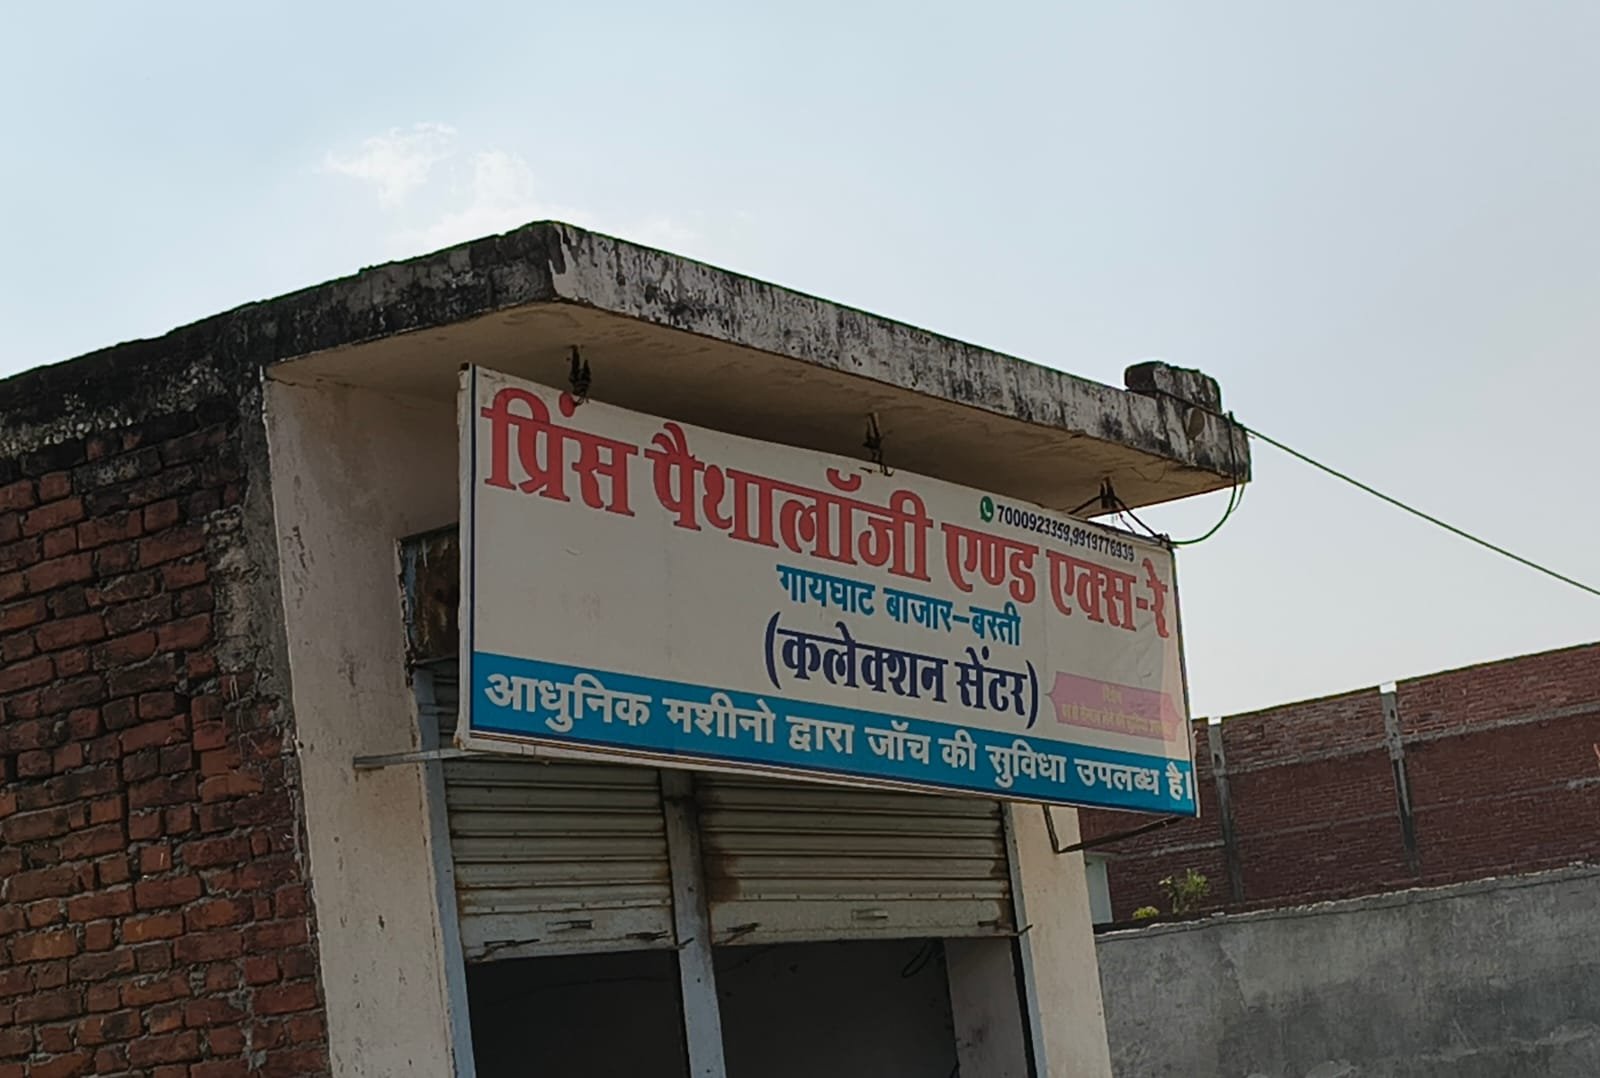 7000923359,9919776939
प्रिंस पैथालॉजी एण्ड एक्स-रे
गायघाट बाजार-बस्ती
(कलेक्शन सेंटर)
आधुनिक मशीनो द्वारा जॉच की सुविधा उपलब्ध है।